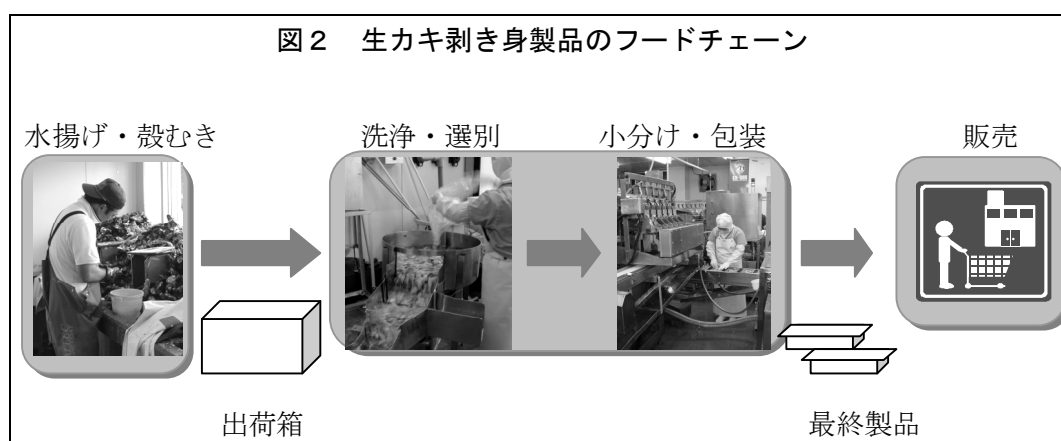 図2 生カキ剥き身製品のフードチェーン
水揚げ・殻むき
洗浄・選別
小分け・包装
販売
出荷箱
最終製品